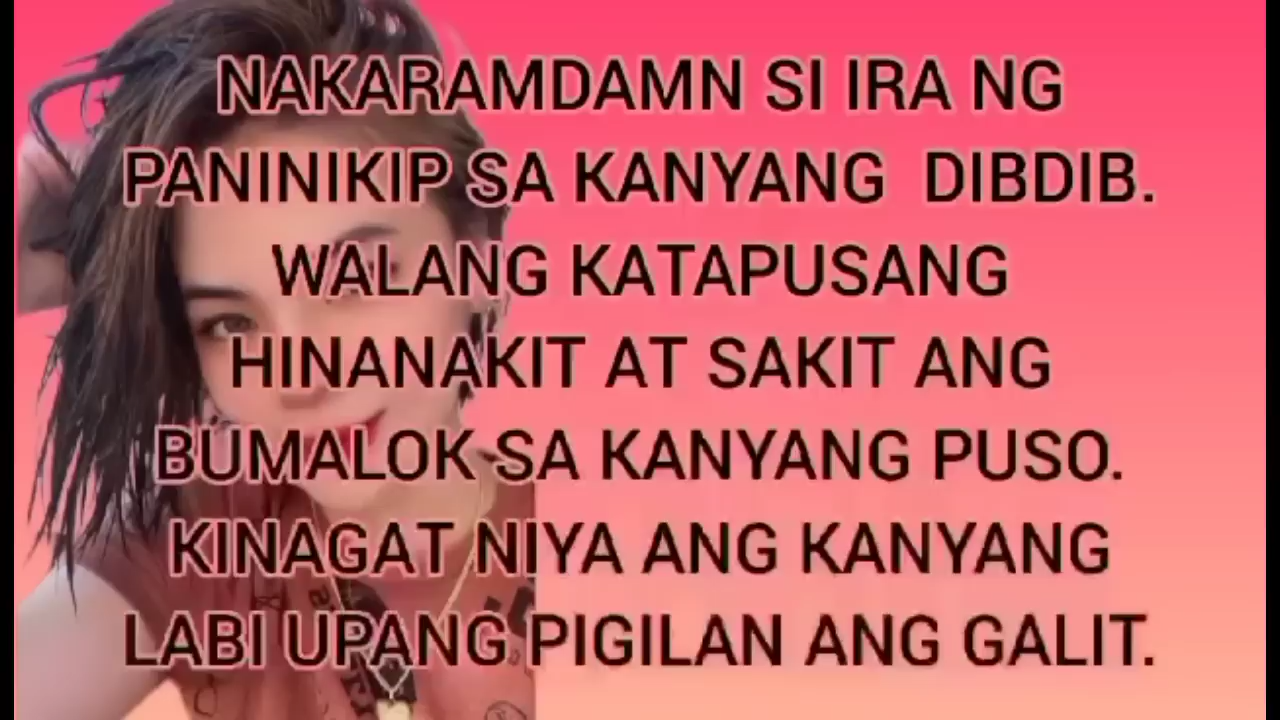 NAKARAMDAMN SI IRA NG
PANINIKIP SA KANYANG DIBDIB.
WALANG KATAPUSANG
HINANAKIT AT SAKIT ANG
BUMALOK SA KANYANG PUSO.
KINAGAT NIYA ANG KANYANG
LABI UPANG PIGILAN ANG GALIT.